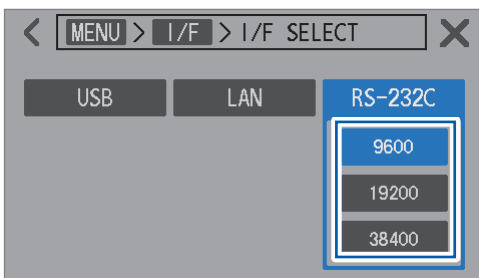 MENU > I/F > I/F SELECT
USB LAN RS-232C
9600
19200
38400